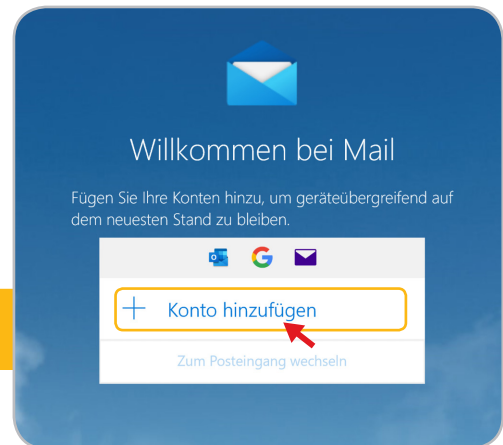 Willkommen bei Mail
Fügen Sie Ihre Konten hinzu, um geräteübergreifend auf
dem neuesten Stand zu bleiben.
Konto hinzufügen
Zum Posteingang wechseln